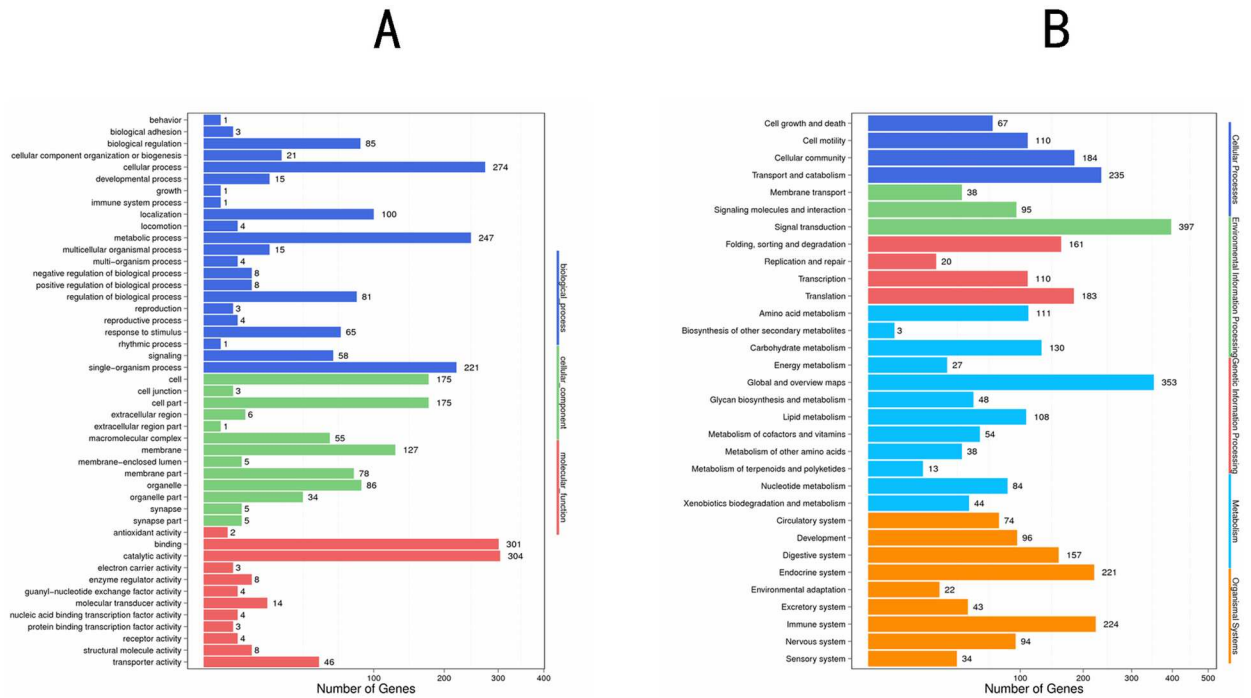 A
behavior 1
biological adhesion 3
biological regulation 85
cellular component organization or biogenesis 21
cellular process 274
developmental process 15
growth 1
immune system process 1
localization 100
locomotion 4
metabolic process 247
multicellular organismal process 15
multi-organism process 4
negative regulation of biological process 8
positive regulation of biological process 8
regulation of biological process 81
reproduction 3
reproductive process 4
response to stimulus 65
rhythmic process 1
signaling 58
single-organism process 221
cell 175
cell junction 3
cell part 175
extracellular region 6
extracellular region part 1
macromolecular complex 55
membrane 127
membrane-enclosed lumen 5
membrane part 78
organelle 86
organelle part 34
synapse 5
synapse part 5
antioxidant activity 2
binding 301
catalytic activity 304
electron carrier activity 3
enzyme regulator activity 8
guanyl-nucleotide exchange factor activity 4
molecular transducer activity 14
nucleic acid binding transcription factor activity 4
protein binding transcription factor activity 3
receptor activity 4
structural molecule activity 8
transporter activity 46
100 200 300 400
Number of Genes
biological_process
cellular_component
molecular_function
B
Cell growth and death 67
Cell motility 110
Cellular community 184
Transport and catabolism 235
Membrane transport 38
Signaling molecules and interaction 95
Signal transduction 397
Folding, sorting and degradation 161
Replication and repair 20
Transcription 110
Translation 183
Amino acid metabolism 111
Biosynthesis of other secondary metabolites 3
Carbohydrate metabolism 130
Energy metabolism 27
Global and overview maps 353
Glycan biosynthesis and metabolism 48
Lipid metabolism 108
Metabolism of cofactors and vitamins 54
Metabolism of other amino acids 38
Metabolism of terpenoids and polyketides 13
Nucleotide metabolism 84
Xenobiotics biodegradation and metabolism 44
Circulatory system 74
Development 96
Digestive system 157
Endocrine system 221
Environmental adaptation 22
Excretory system 43
Immune system 224
Nervous system 94
Sensory system 34
100 200 300 400 500
Number of Genes
Cellular Processes
Environmental Information Processing
Genetic Information Processing
Metabolism
Organismal Systems